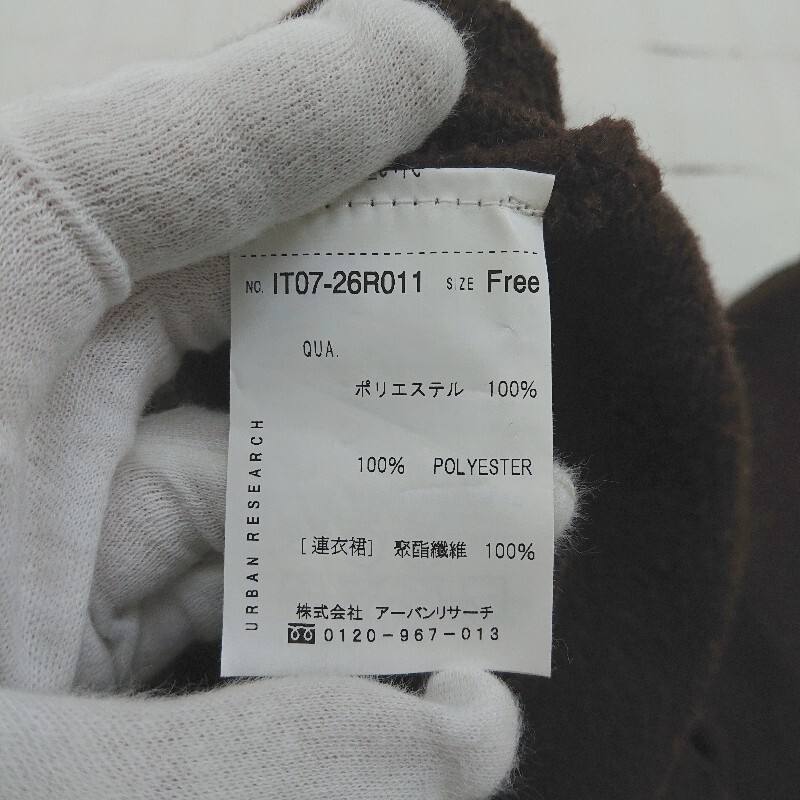 NO. IT07-26R011 SIZE Free
QUA.
ポリエステル 100%
100% POLYESTER
[連衣裙] 聚酯纖維 100%
株式会社 アーバンリサーチ
0120-967-013
URBAN RESEARCH